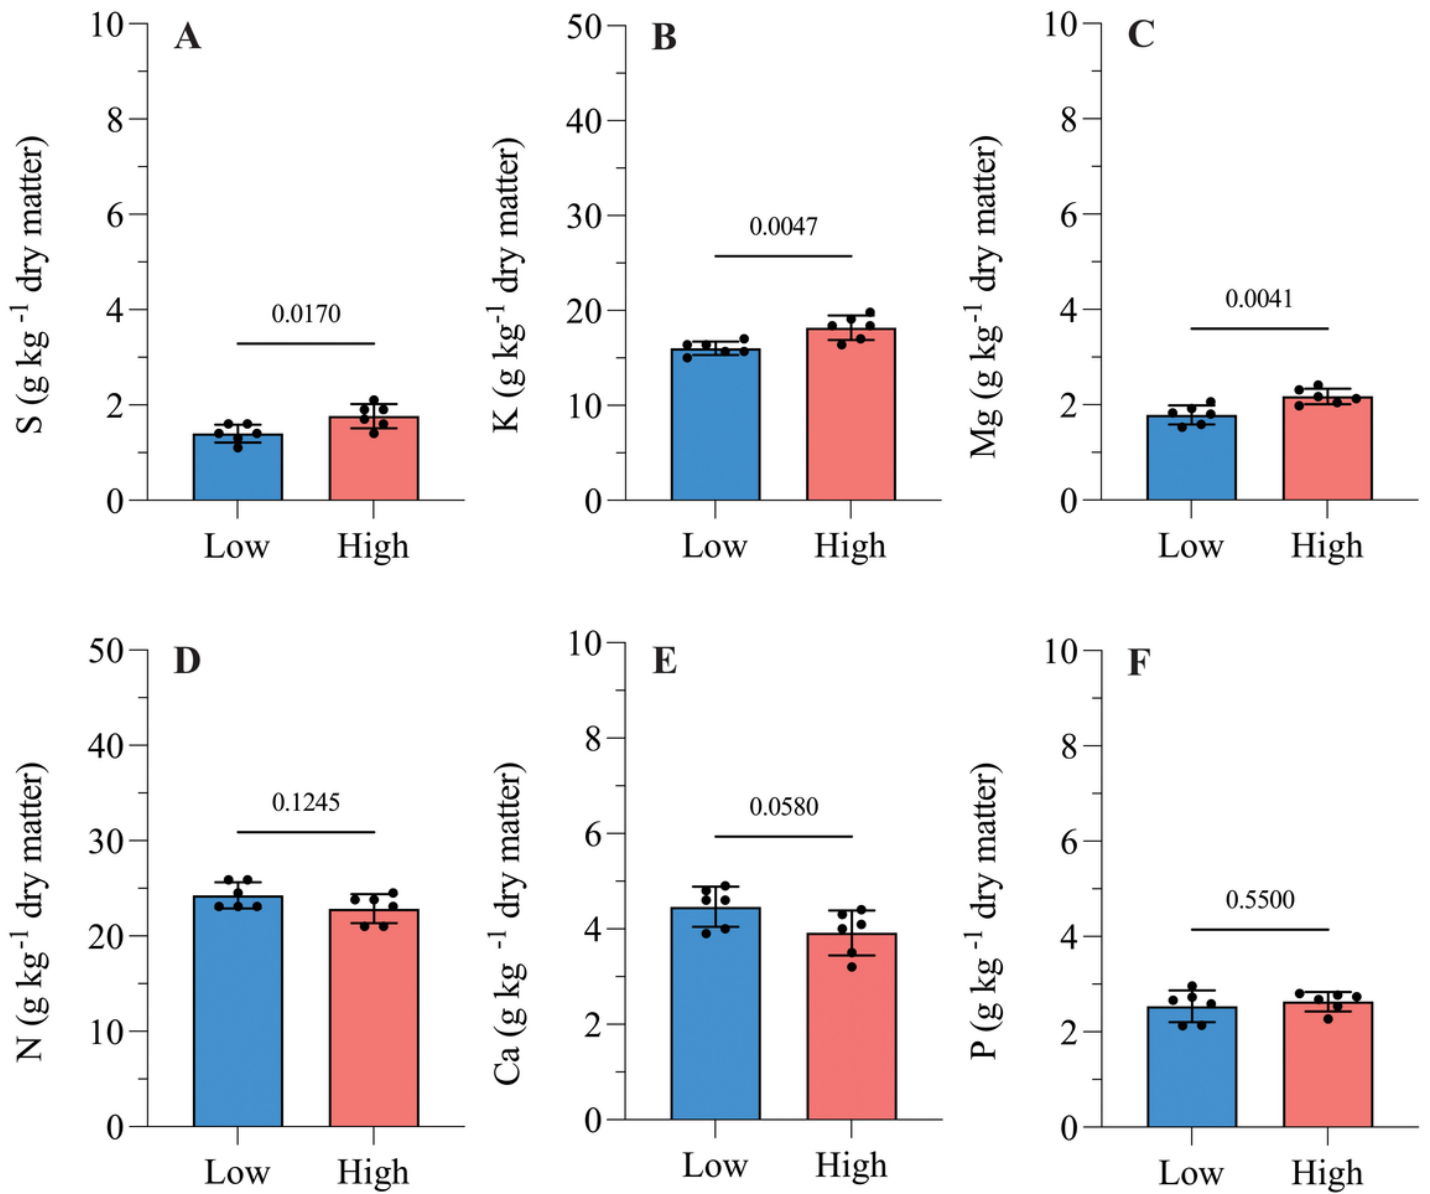 A
S (g kg-1 dry matter)
10
8
6
4
2
0
0.0170
Low High
B
K (g kg-1 dry matter)
50
40
30
20
10
0
0.0047
Low High
C
Mg (g kg-1 dry matter)
10
8
6
4
2
0
0.0041
Low High
D
N (g kg-1 dry matter)
50
40
30
20
10
0
0.1245
Low High
E
Ca (g kg -1 dry matter)
10
8
6
4
2
0
0.0580
Low High
F
P (g kg -1 dry matter)
10
8
6
4
2
0
0.5500
Low High